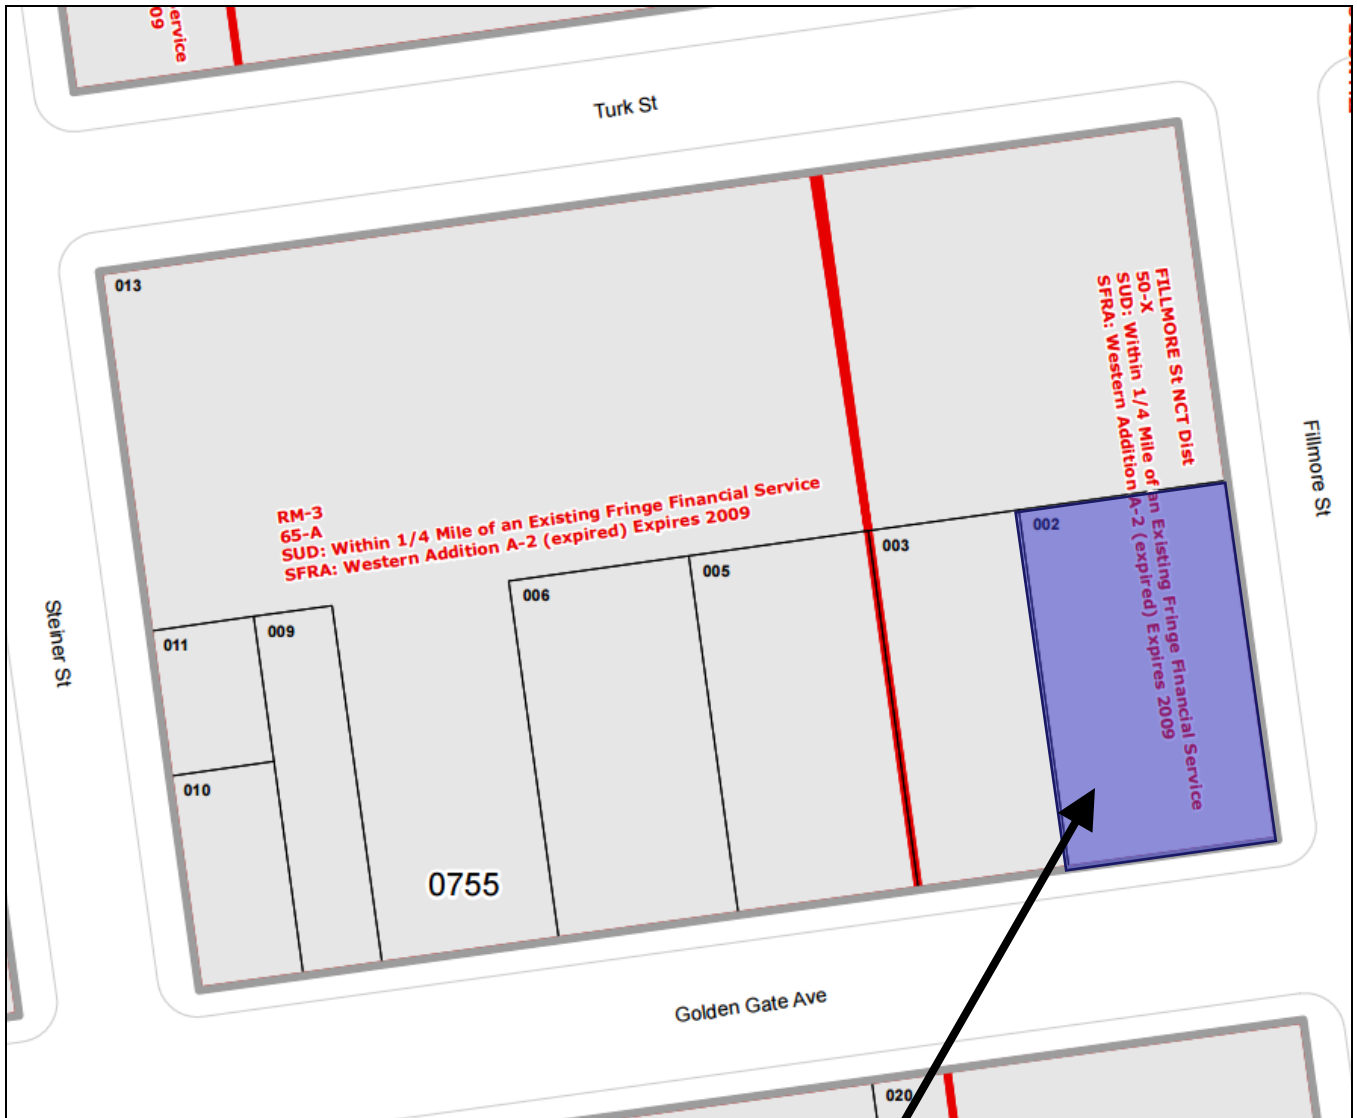 ervice
09
Turk St
013
FILLMORE St NCT Dist
50-X
SUD: Within 1/4 Mile of an Existing Fringe Financial Service
SFRA: Western Addition A-2 (expired) Expires 2009
Fillmore St
RM-3
65-A
SUD: Within 1/4 Mile of an Existing Fringe Financial Service
SFRA: Western Addition A-2 (expired) Expires 2009
002
003
005
006
009
011
Steiner St
010
0755
Golden Gate Ave
020